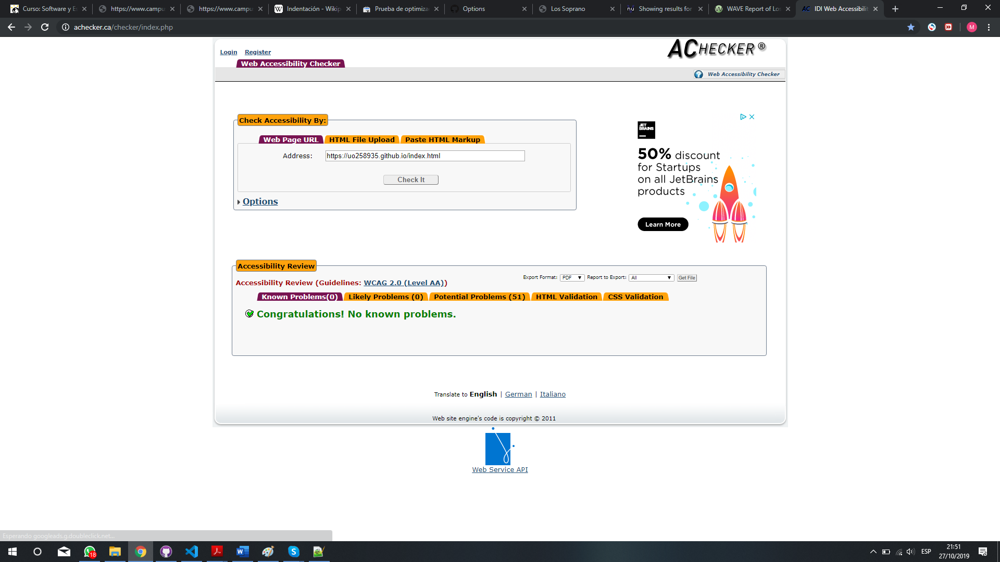 Curso: Software y Es
https://www.campu
https://www.campu
Indentación - Wikip
Prueba de optimiza
Options
Los Soprano
Showing results for
WAVE Report of Lo
IDI Web Accessibilit
achecker.ca/checker/index.php
M
Login Register
ACHECKER ®
Web Accessibility Checker
Web Accessibility Checker
Check Accessibility By:
Web Page URL HTML File Upload Paste HTML Markup
Address: https://uo258935.github.io/index.html
Check It
Options
JET
BRAINS
50% discount
for Startups
on all JetBrains
products
Learn More
Accessibility Review
Export Format: PDF Report to Export: All Get File
Accessibility Review (Guidelines: WCAG 2.0 (Level AA))
Known Problems(0) Likely Problems (0) Potential Problems (51) HTML Validation CSS Validation
Congratulations! No known problems.
Translate to English | German | Italiano
Web site engine's code is copyright © 2011
Web Service API
Esperando googleads.g.doubleclick.net...
18
ESP
21:51
27/10/2019